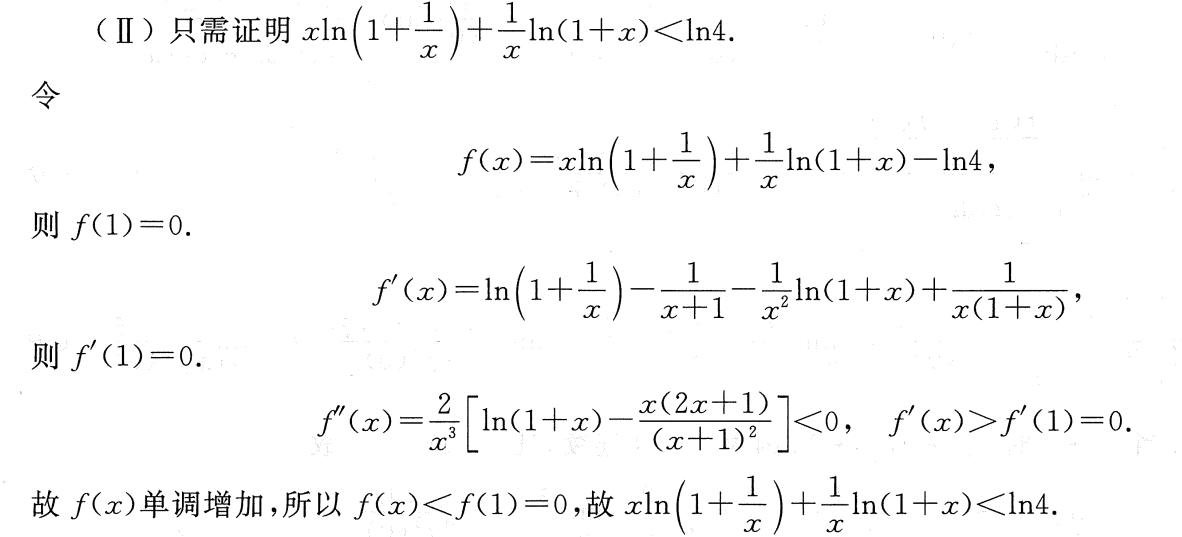 （Ⅱ）只需证明 xln(1+1/x)+1/x ln(1+x)<ln4.
令
f(x)=xln(1+1/x)+1/x ln(1+x)-ln4,
则 f(1)=0.
f′(x)=ln(1+1/x)-1/(x+1)-1/x² ln(1+x)+1/(x(1+x)),
则 f′(1)=0.
f″(x)=2/x³[ln(1+x)-x(2x+1)/(x+1)²]<0, f′(x)>f′(1)=0.
故 f(x)单调增加,所以 f(x)<f(1)=0,故 xln(1+1/x)+1/x ln(1+x)<ln4.